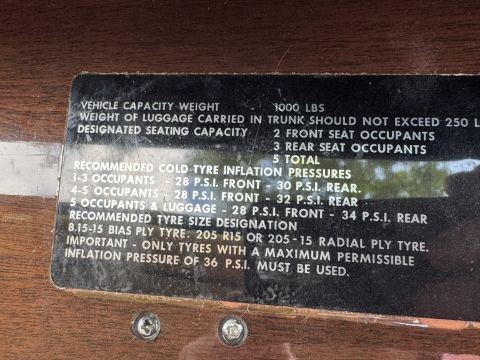 VEHICLE CAPACITY WEIGHT - 1000 LBS
WEIGHT OF LUGGAGE CARRIED IN TRUNK SHOULD NOT EXCEED 250 L
DESIGNATED SEATING CAPACITY 2 FRONT SEAT OCCUPANTS
3 REAR SEAT OCCUPANTS
5 TOTAL
RECOMMENDED COLD TYRE INFLATION PRESSURES
1-3 OCCUPANTS - 28 P.S.I. FRONT - 30 P.S.I. REAR.
4-5 OCCUPANTS - 28 P.S.I. FRONT - 32 P.S.I. REAR
5 OCCUPANTS & LUGGAGE - 28 P.S.I. FRONT - 34 P.S.I. REAR
RECOMMENDED TYRE SIZE DESIGNATION
8.15-15 BIAS PLY TYRE. 205 R15 OR 205-15 RADIAL PLY TYRE.
IMPORTANT - ONLY TYRES WITH A MAXIMUM PERMISSIBLE
INFLATION PRESSURE OF 36 P.S.I. MUST BE USED.